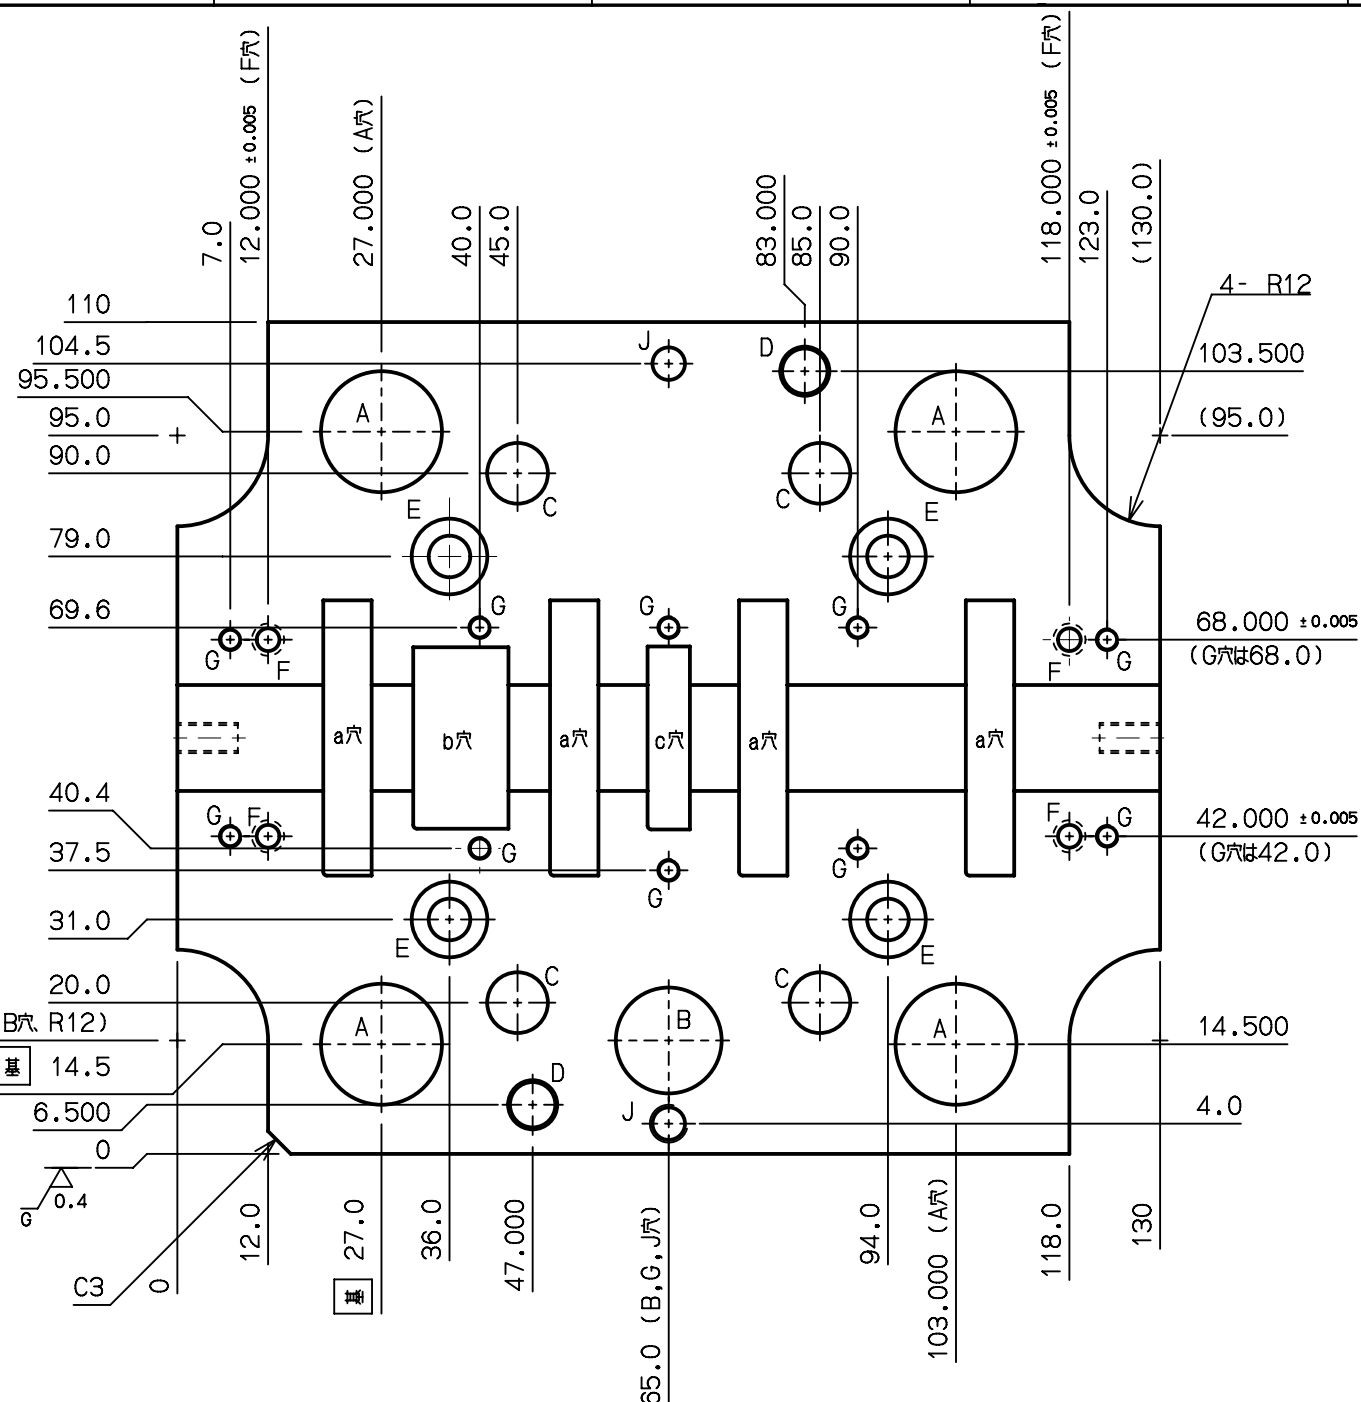 7.0
12.000 ±0.005 (F穴)
27.000 (A穴)
40.0
45.0
83.000
85.0
90.0
118.000 ±0.005 (F穴)
123.0
(130.0)
4- R12
110
104.5
95.500
95.0
90.0
79.0
69.6
40.4
37.5
31.0
20.0
B穴、R12)
基 14.5
6.500
0
G 0.4
C3
103.500
(95.0)
68.000 ±0.005
(G穴は68.0)
42.000 ±0.005
(G穴は42.0)
14.500
4.0
J
D
A
A
C
C
E
E
G
G
G
G
F
F
G
a穴
b穴
a穴
c穴
a穴
a穴
G
F
F
G
G
G
G
E
E
C
C
A
B
A
D
J
0
12.0
基 27.0
36.0
47.000
65.0 (B,G,J穴)
94.0
103.000 (A穴)
118.0
130